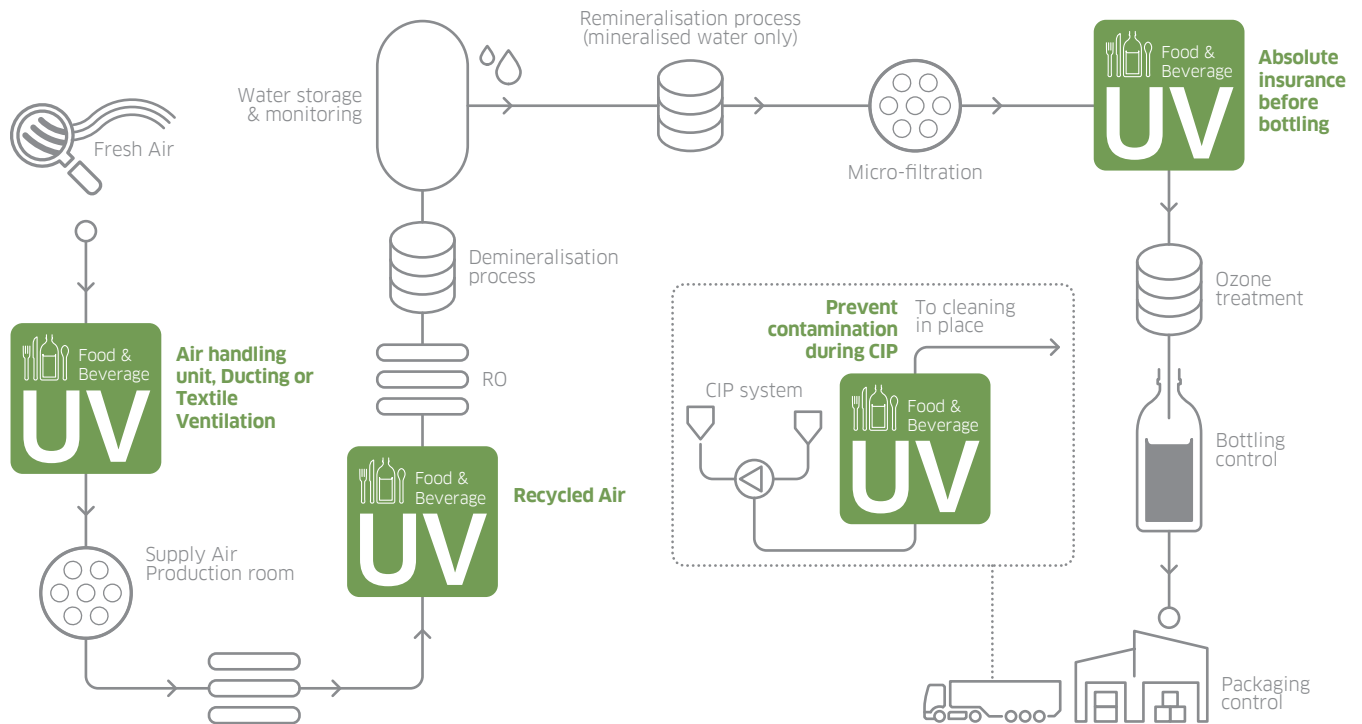 Remineralisation process
(mineralised water only)
Food &
Beverage
UV
Absolute
insurance
before
bottling
Water storage
& monitoring
Fresh Air
Micro-filtration
Demineralisation
process
Ozone
treatment
Prevent
contamination
during CIP
To cleaning
in place
Food &
Beverage
UV
Air handling
unit, Ducting or
Textile
Ventilation
RO
CIP system
Food &
Beverage
UV
Bottling
control
Food &
Beverage
UV
Recycled Air
Supply Air
Production room
Packaging
control